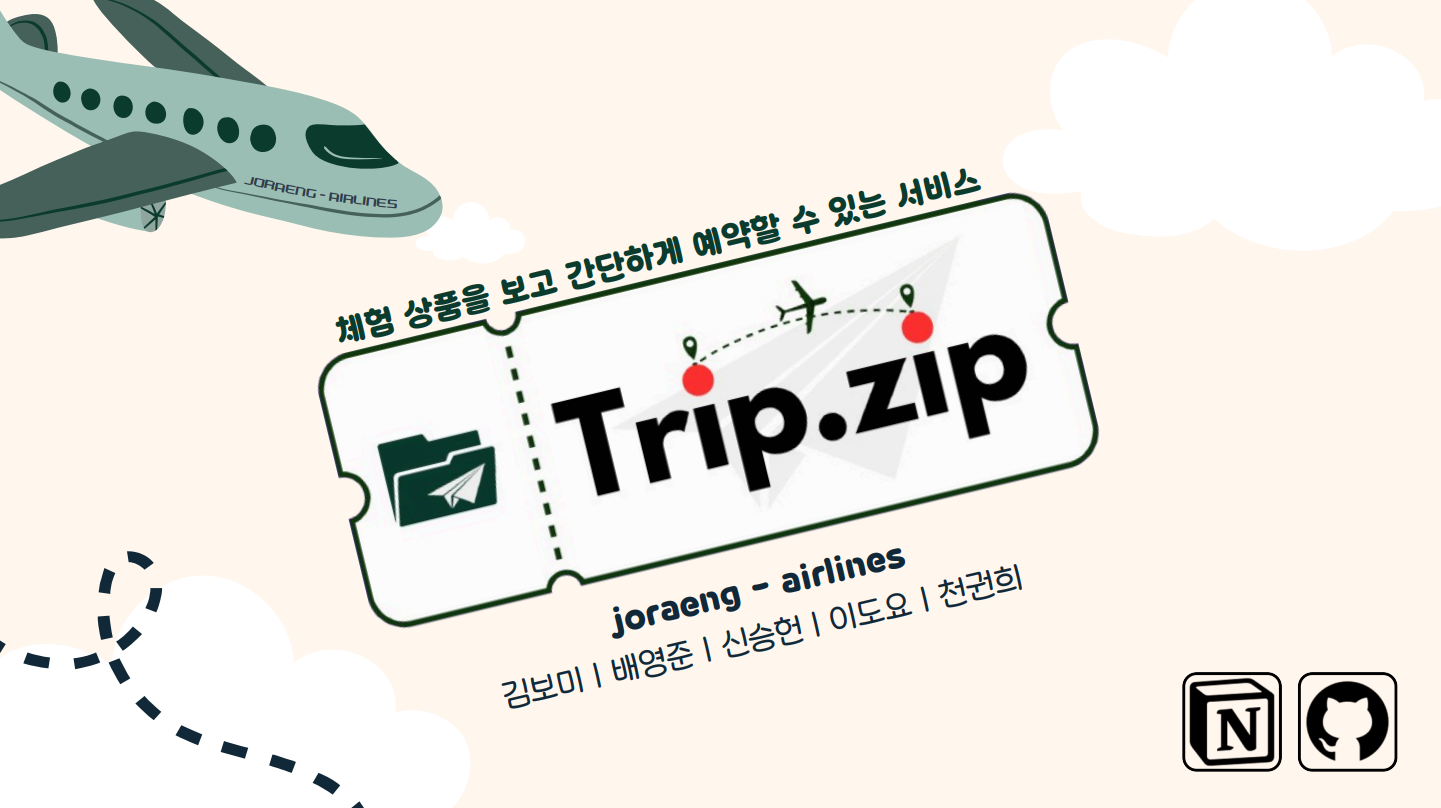 JORAENG - AIRLINES
체험 상품을 보고 간단하게 예약할 수 있는 서비스
Trip.zip
joraeng - airlines
김보미 | 배영준 | 신승헌 | 이도요 | 천권희
N